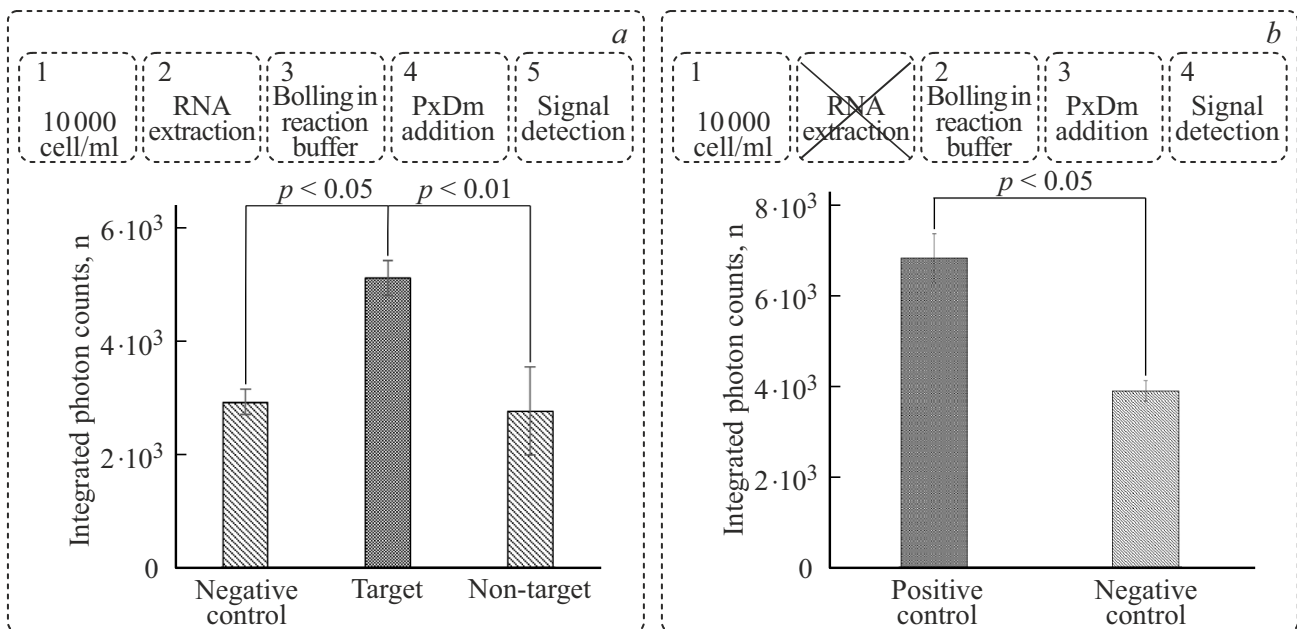 a
1
10 000
cell/ml
2
RNA
extraction
3
Bolling in
reaction
buffer
4
PxDm
addition
5
Signal
detection
p < 0.05
p < 0.01
Integrated photon counts, n
6·10³
4·10³
2·10³
0
Negative
control
Target
Non-target
b
1
10 000
cell/ml
RNA
extraction
2
Bolling in
reaction
buffer
3
PxDm
addition
4
Signal
detection
p < 0.05
Integrated photon counts, n
8·10³
6·10³
4·10³
2·10³
0
Positive
control
Negative
control